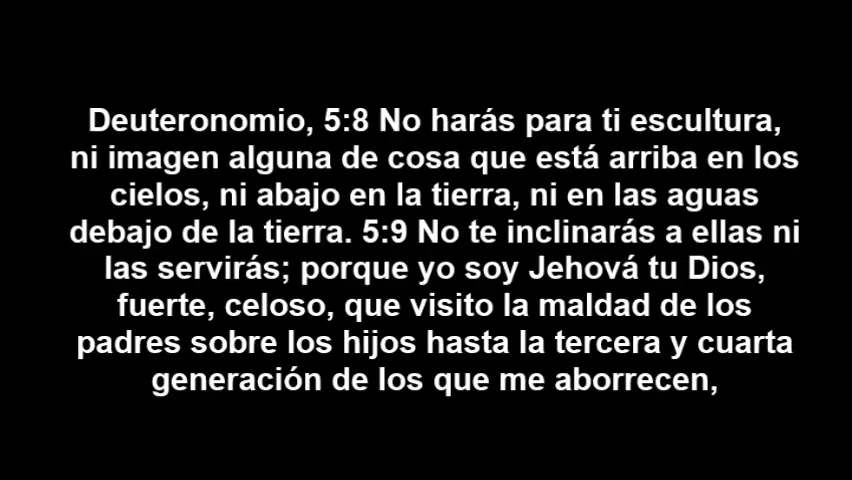 Deuteronomio, 5:8 No harás para ti escultura,
ni imagen alguna de cosa que está arriba en los
cielos, ni abajo en la tierra, ni en las aguas
debajo de la tierra. 5:9 No te inclinarás a ellas ni
las servirás; porque yo soy Jehová tu Dios,
fuerte, celoso, que visito la maldad de los
padres sobre los hijos hasta la tercera y cuarta
generación de los que me aborrecen,